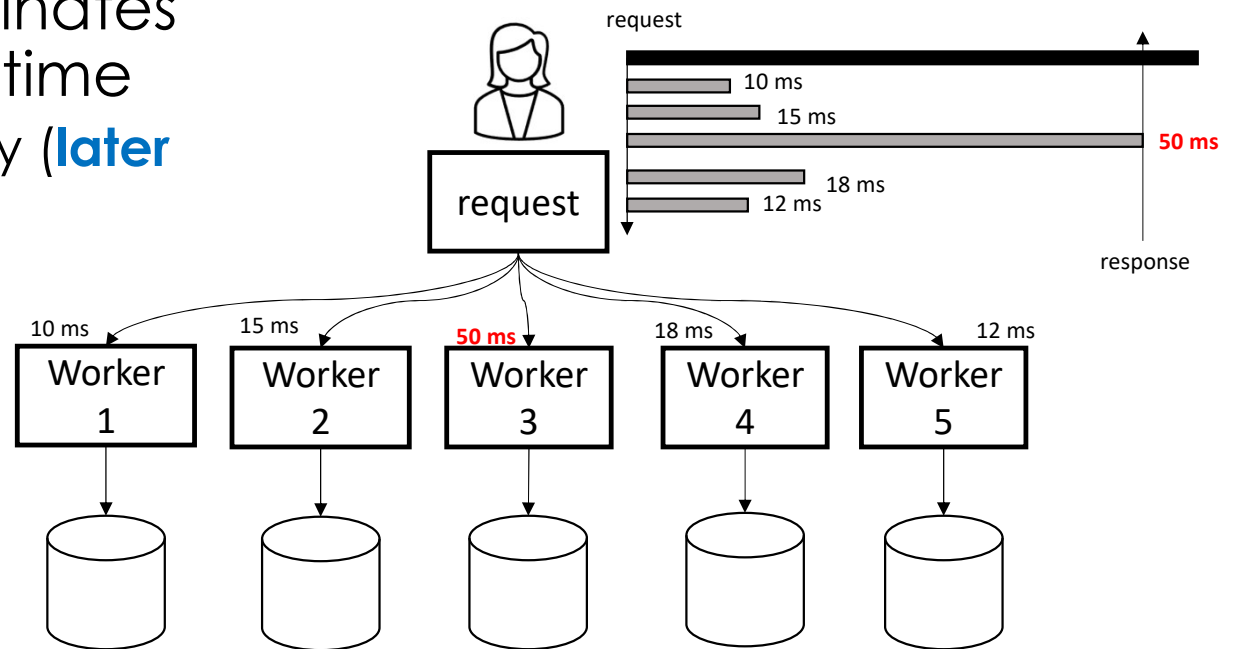 inates
time
y (later
request
10 ms
15 ms
50 ms
18 ms
12 ms
response
request
10 ms
15 ms
50 ms
18 ms
12 ms
Worker
1
Worker
2
Worker
3
Worker
4
Worker
5